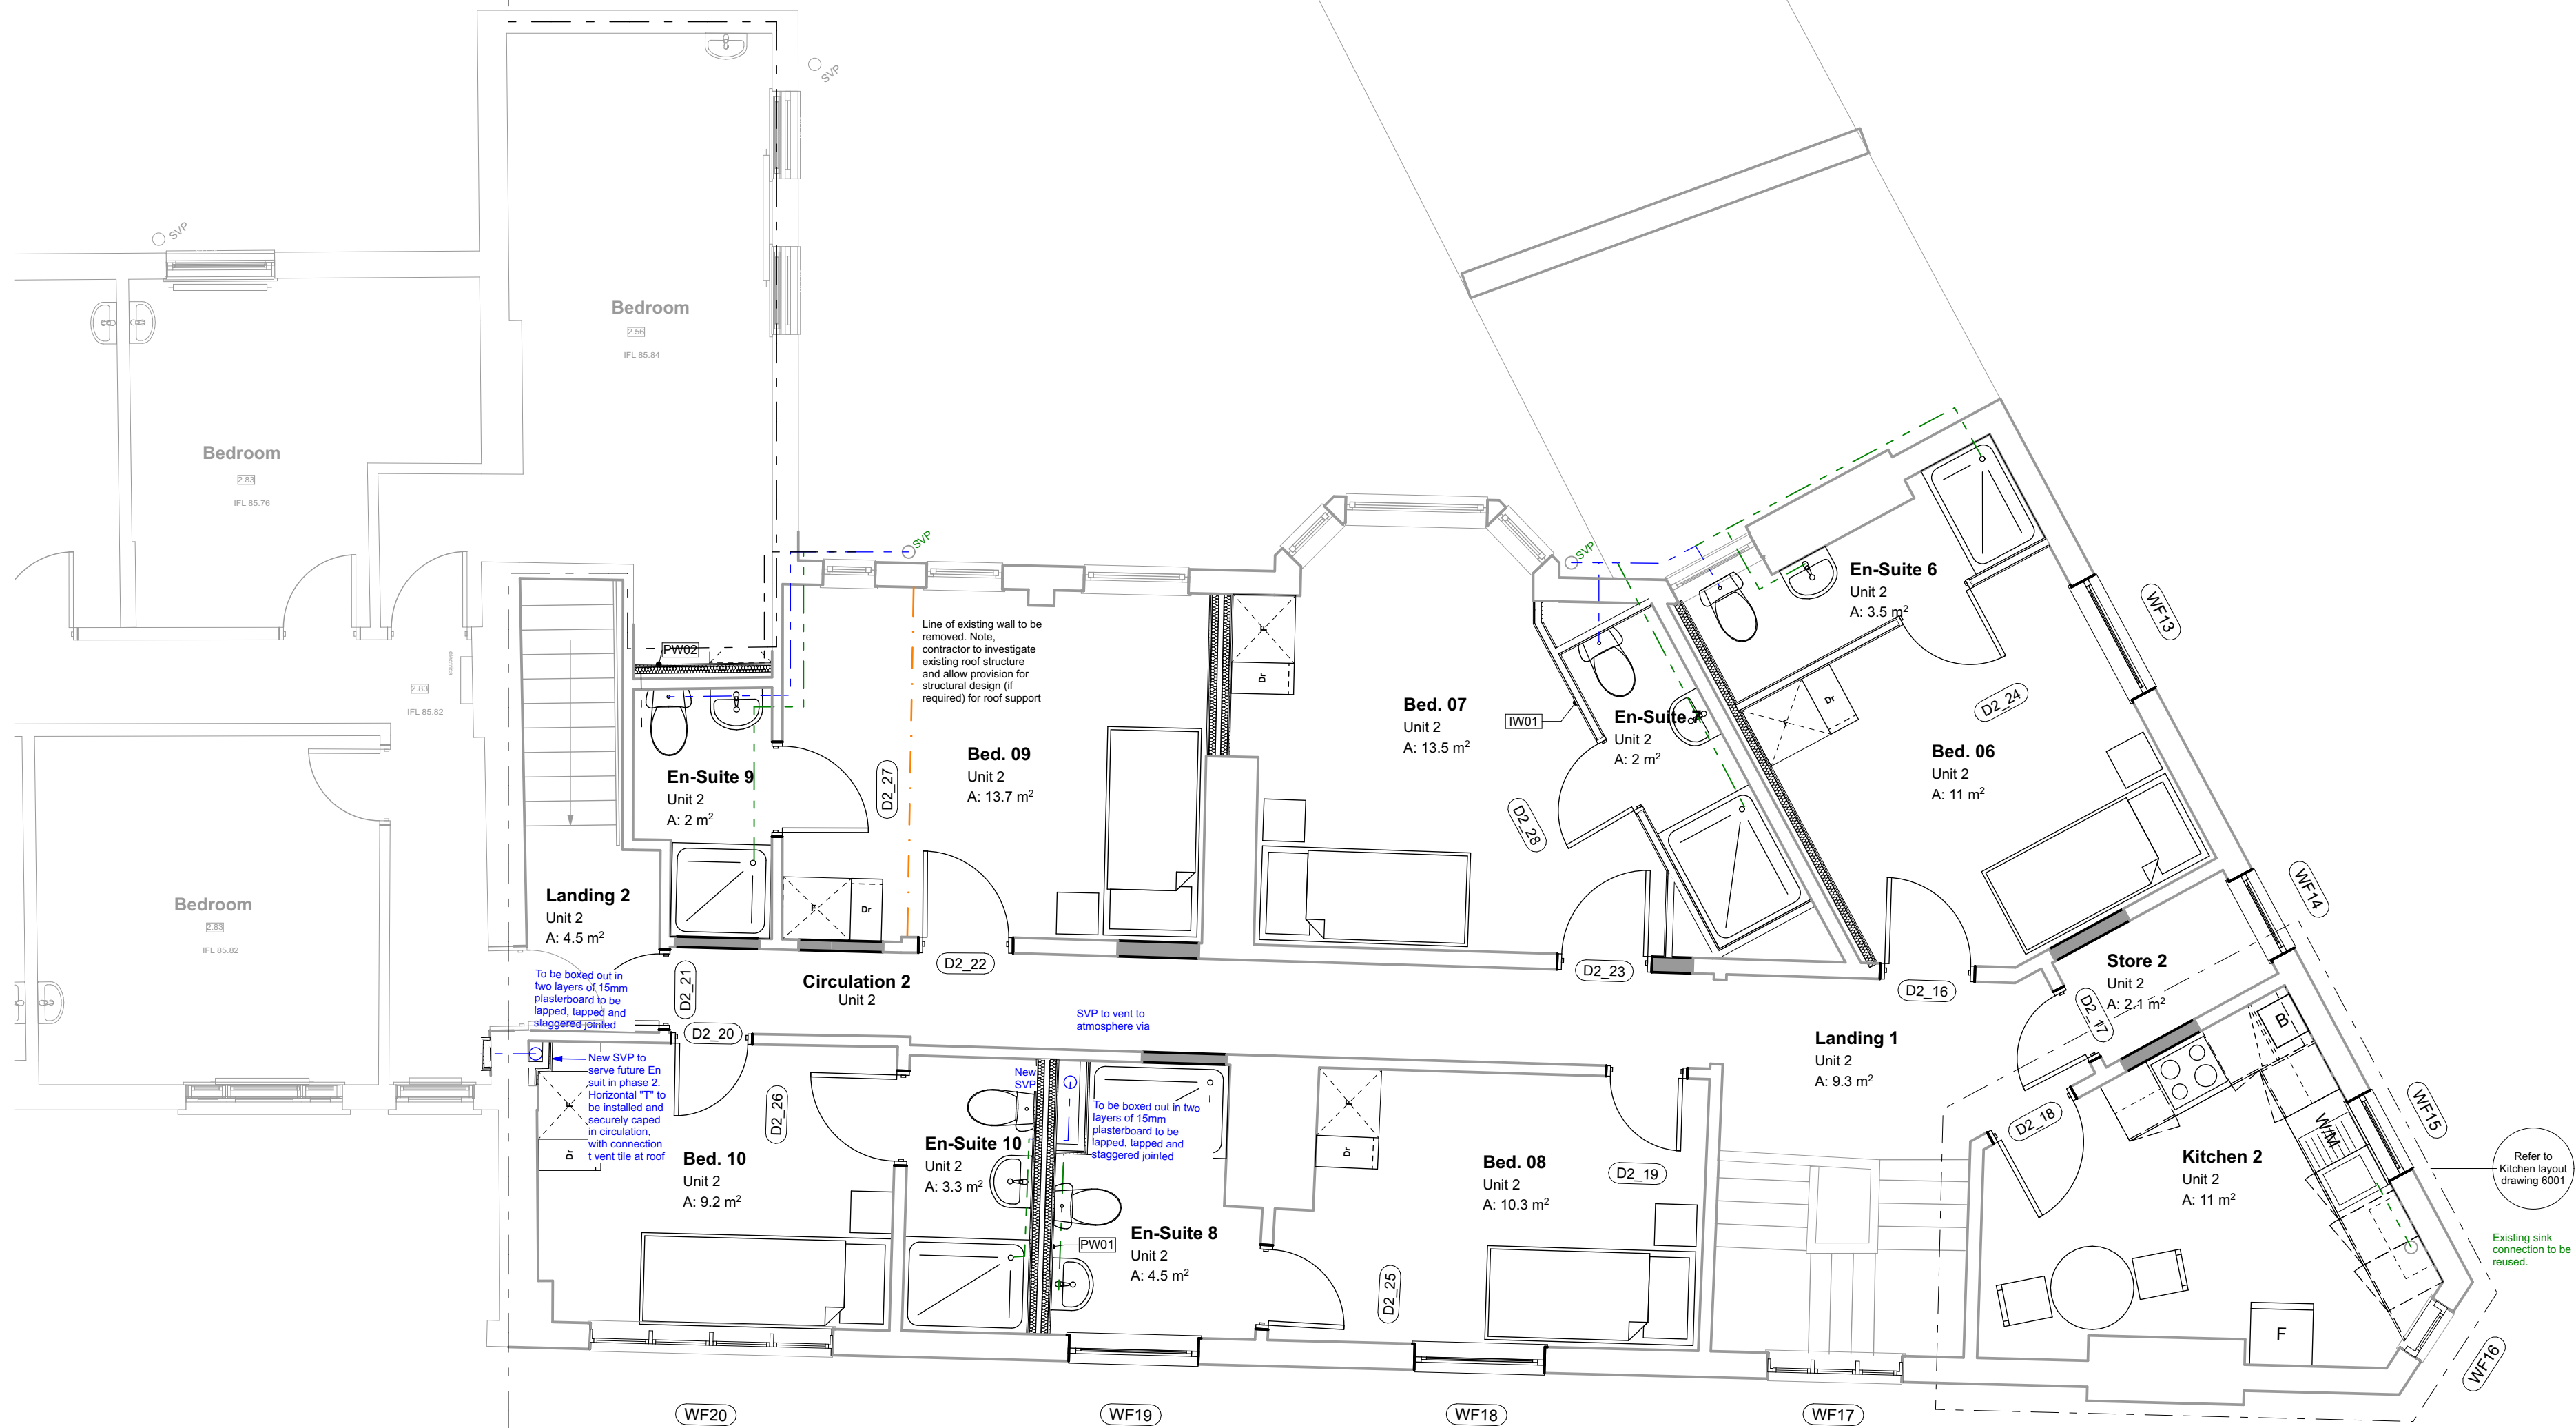 SVP
SVP
Bedroom
2.56
IFL 85.84
Bedroom
2.83
IFL 85.76
2.83
IFL 85.82
Bedroom
2.83
IFL 85.82
SVP
SVP
PW02
Line of existing wall to be
removed. Note,
contractor to investigate
existing roof structure
and allow provision for
structural design (if
required) for roof support
En-Suite 9
Unit 2
A: 2 m²
D2_27
Bed. 09
Unit 2
A: 13.7 m²
F
Dr
F
Dr
Bed. 07
Unit 2
A: 13.5 m²
IW01
En-Suite 7
Unit 2
A: 2 m²
D2_28
En-Suite 6
Unit 2
A: 3.5 m²
F
Dr
D2_24
Bed. 06
Unit 2
A: 11 m²
WF13
WF14
Landing 2
Unit 2
A: 4.5 m²
To be boxed out in
two layers of 15mm
plasterboard to be
lapped, tapped and
staggered jointed
D2_21
D2_20
D2_22
Circulation 2
Unit 2
SVP to vent to
atmosphere via
D2_23
D2_16
Store 2
Unit 2
A: 2.1 m²
D2_17
Landing 1
Unit 2
A: 9.3 m²
D2_18
B
W/M
WF15
Refer to
Kitchen layout
drawing 6001
Kitchen 2
Unit 2
A: 11 m²
Existing sink
connection to be
reused.
F
WF16
New SVP to
serve future En
suit in phase 2.
Horizontal "T" to
be installed and
securely caped
in circulation,
with connection
t vent tile at roof
F
Dr
Bed. 10
Unit 2
A: 9.2 m²
D2_26
En-Suite 10
Unit 2
A: 3.3 m²
New
SVP
To be boxed out in two
layers of 15mm
plasterboard to be
lapped, tapped and
staggered jointed
PW01
En-Suite 8
Unit 2
A: 4.5 m²
F
Dr
D2_25
Bed. 08
Unit 2
A: 10.3 m²
D2_19
WF20
WF19
WF18
WF17